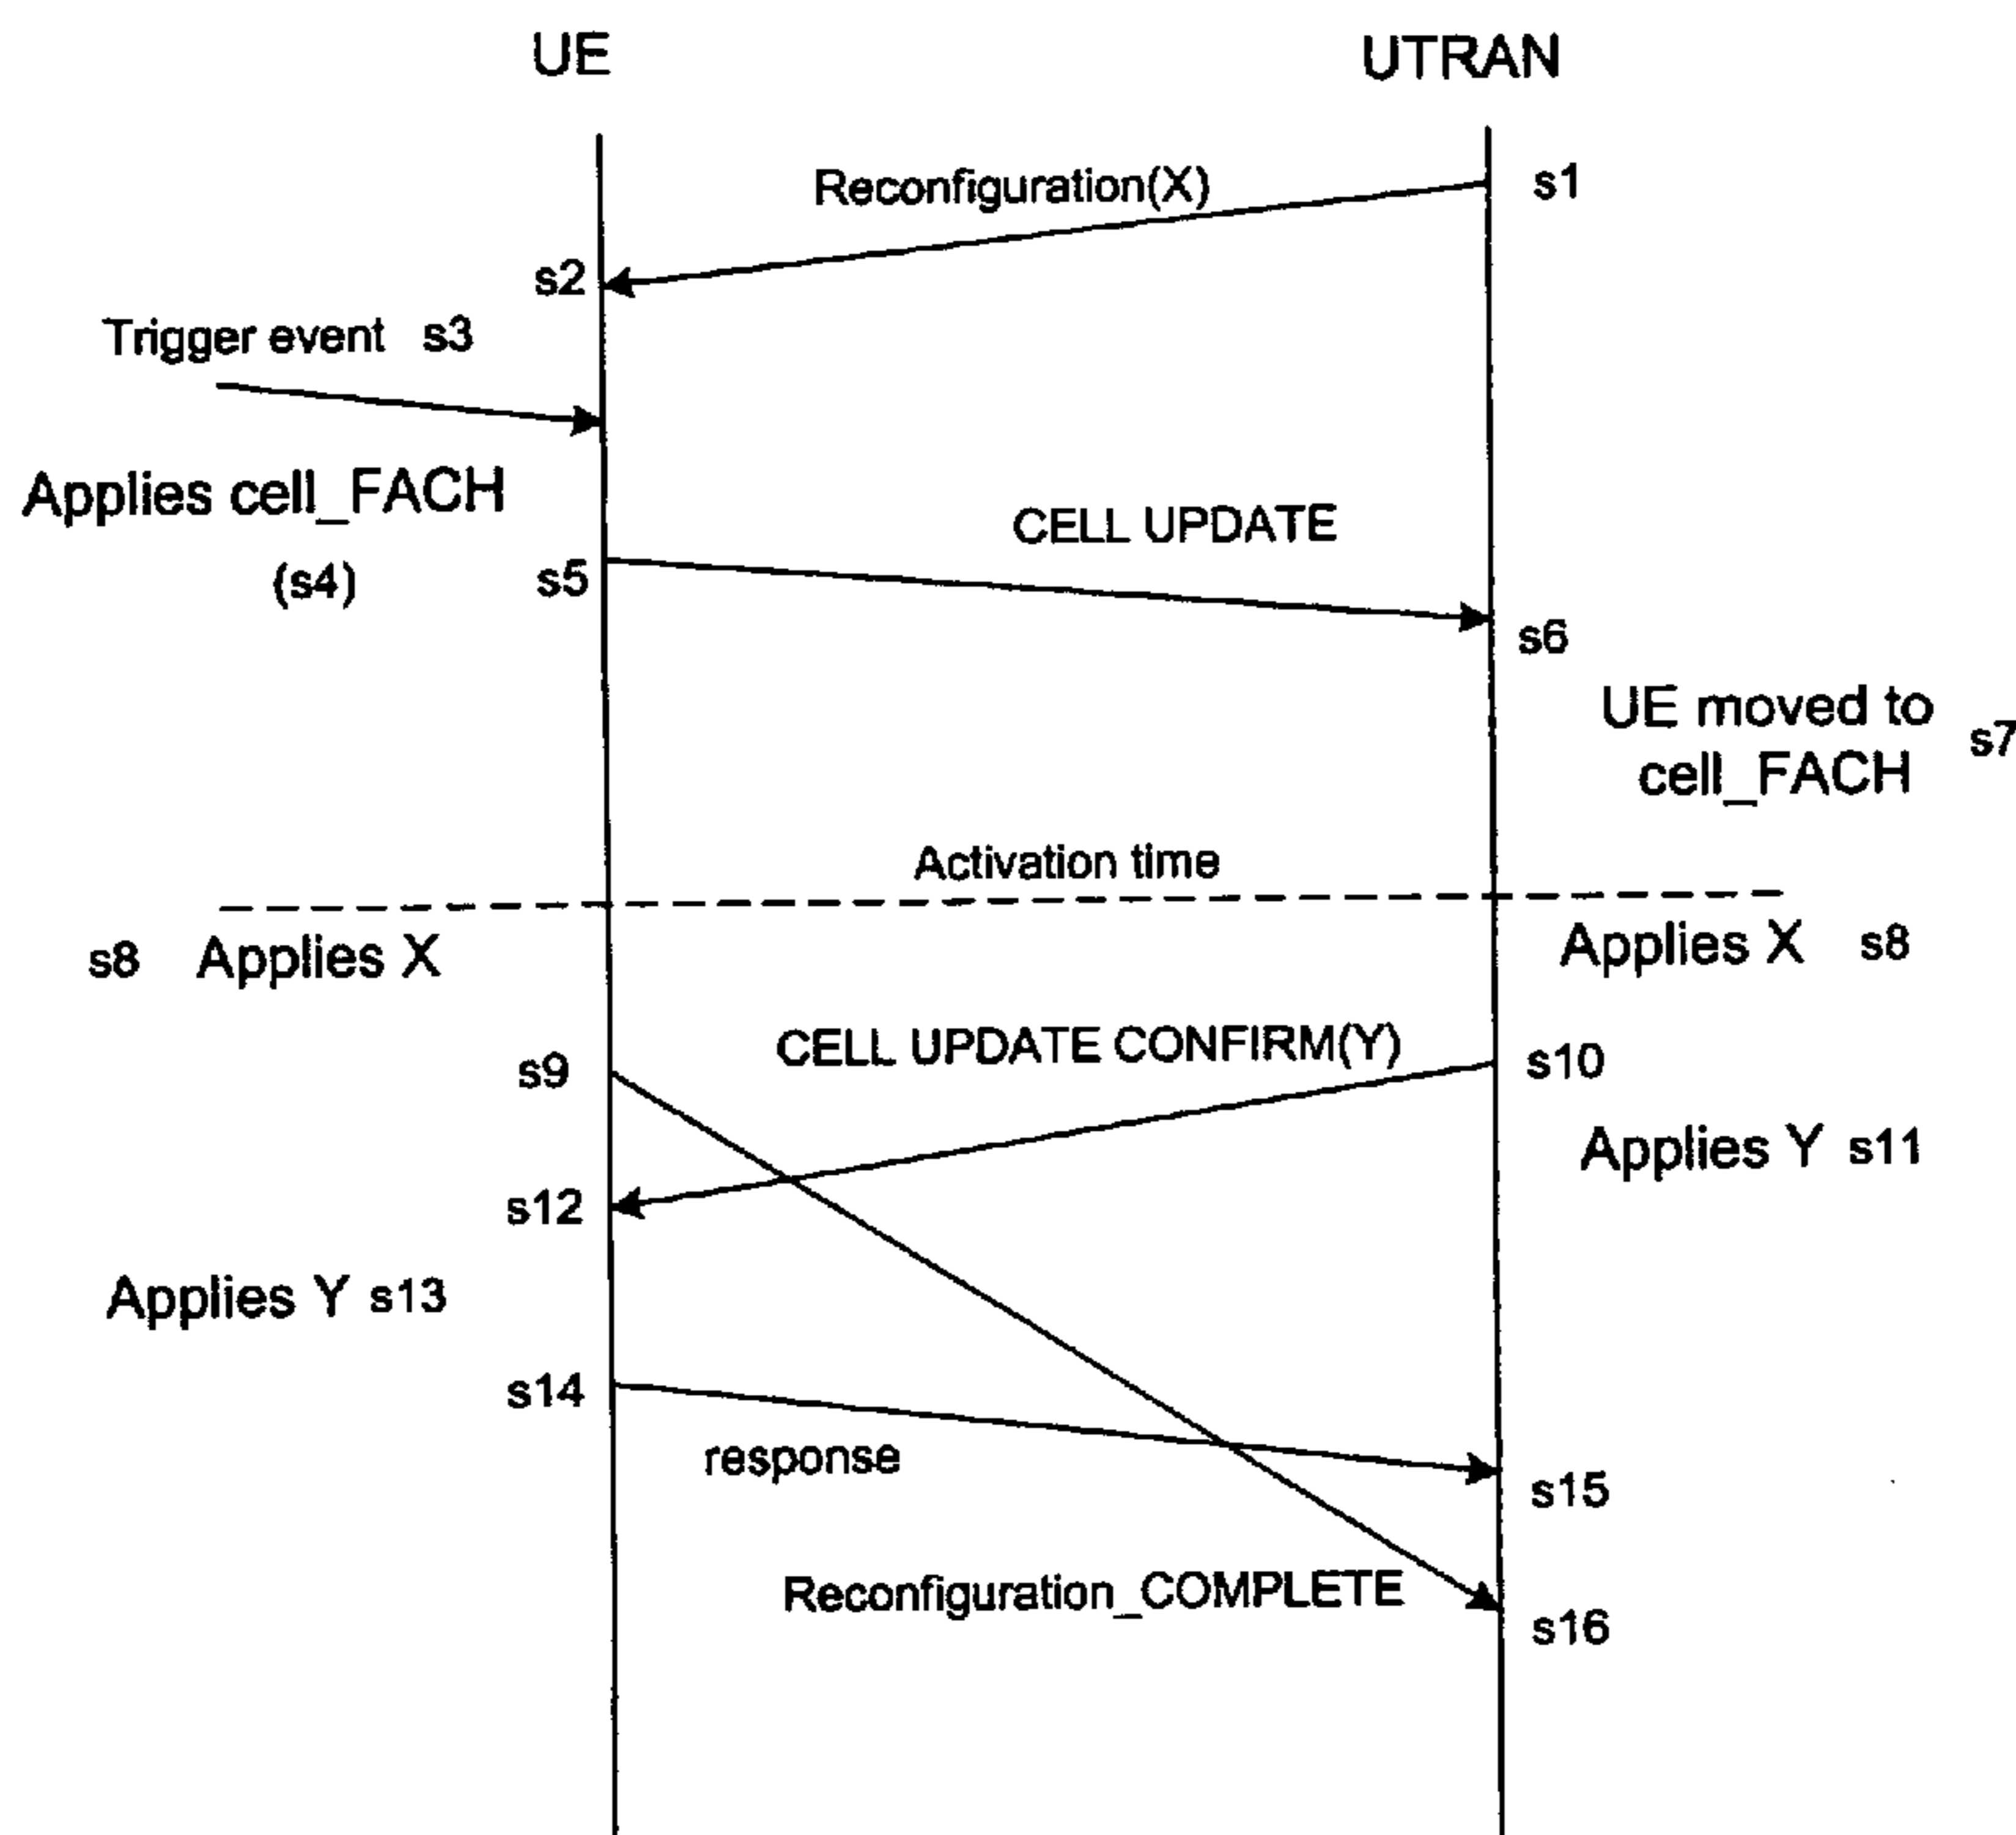 UE
UTRAN
Reconfiguration(X)
s1
s2
Trigger event s3
Applies cell_FACH
(s4)
CELL UPDATE
s5
s6
UE moved to
cell_FACH
s7
Activation time
s8 Applies X
Applies X s8
CELL UPDATE CONFIRM(Y)
s9
s10
Applies Y s11
s12
Applies Y s13
s14
response
s15
Reconfiguration_COMPLETE
s16